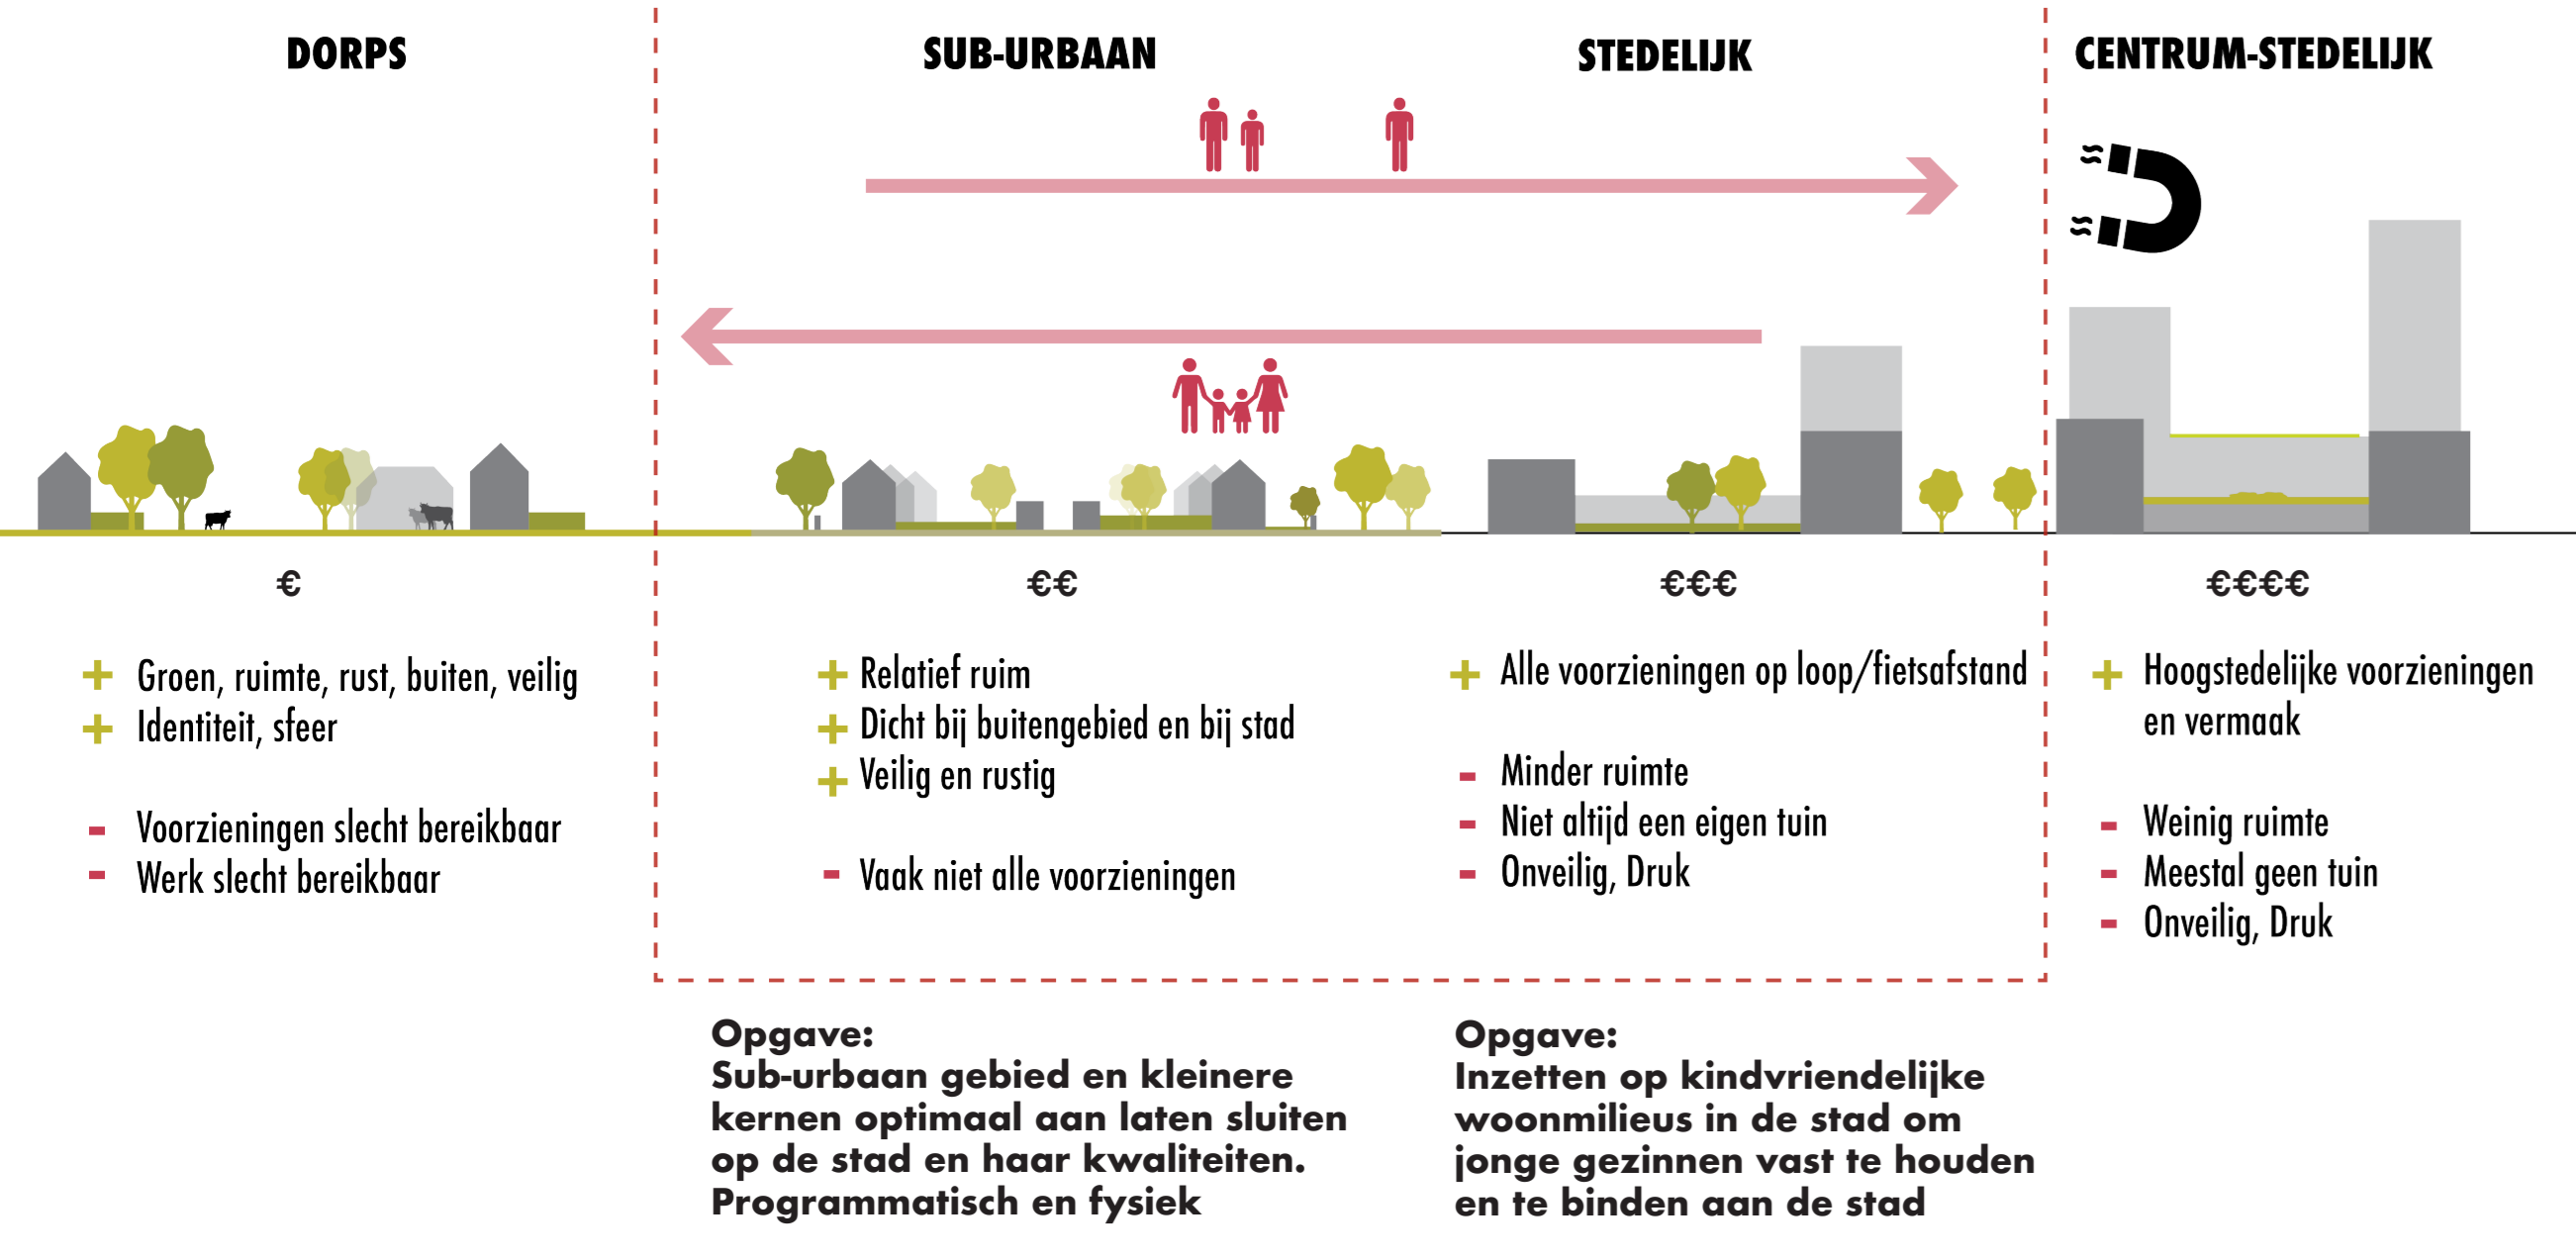 DORPS
SUB-URBAAN
STEDELIJK
CENTRUM-STEDELIJK
€
€€
€€€
€€€€
+ Groen, ruimte, rust, buiten, veilig
+ Identiteit, sfeer
- Voorzieningen slecht bereikbaar
- Werk slecht bereikbaar
+ Relatief ruim
+ Dicht bij buitengebied en bij stad
+ Veilig en rustig
- Vaak niet alle voorzieningen
+ Alle voorzieningen op loop/fietsafstand
- Minder ruimte
- Niet altijd een eigen tuin
- Onveilig, Druk
+ Hoogstedelijke voorzieningen
en vermaak
- Weinig ruimte
- Meestal geen tuin
- Onveilig, Druk
Opgave:
Sub-urbaan gebied en kleinere
kernen optimaal aan laten sluiten
op de stad en haar kwaliteiten.
Programmatisch en fysiek
Opgave:
Inzetten op kindvriendelijke
woonmilieus in de stad om
jonge gezinnen vast te houden
en te binden aan de stad